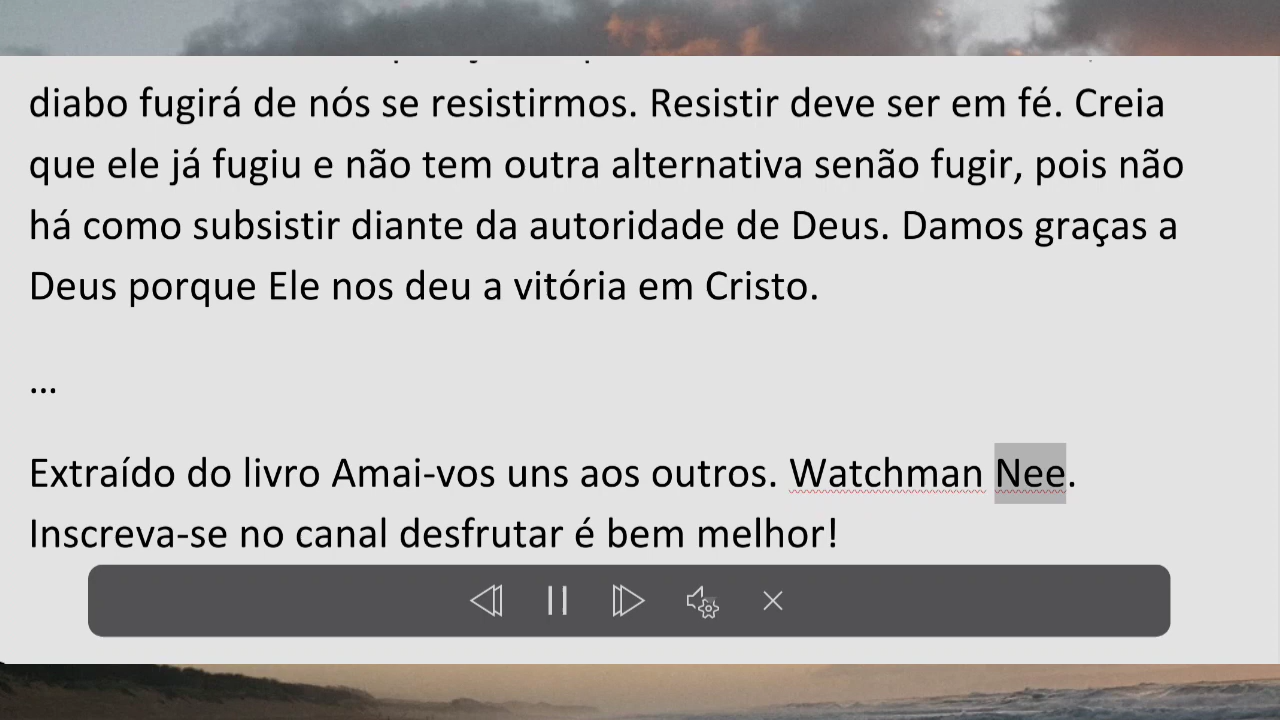 diabo fugirá de nós se resistirmos. Resistir deve ser em fé. Creia
que ele já fugiu e não tem outra alternativa senão fugir, pois não
há como subsistir diante da autoridade de Deus. Damos graças a
Deus porque Ele nos deu a vitória em Cristo.
...
Extraído do livro Amai-vos uns aos outros. Watchman Nee.
Inscreva-se no canal desfrutar é bem melhor!